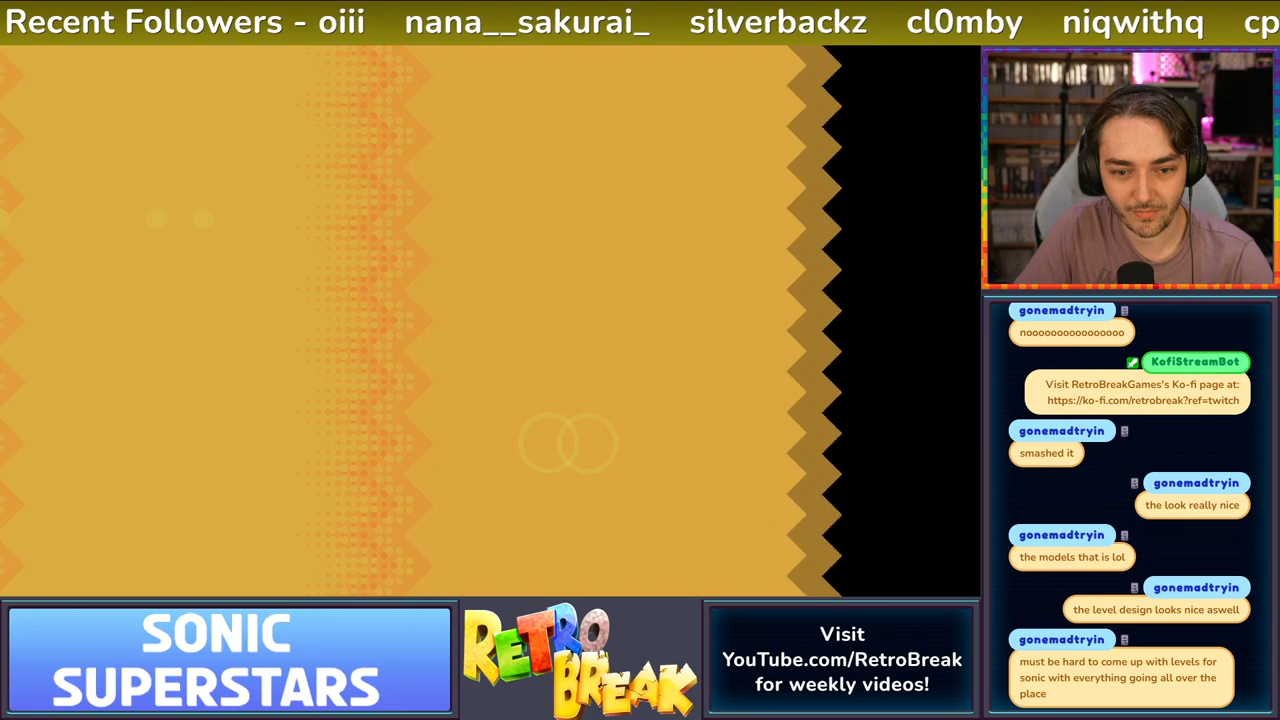 Recent Followers - oiii nana__sakurai_ silverbackz cl0mby niqwithq cp
gonemadtryin
noooooooooooooooo
KofiStreamBot
Visit RetroBreakGames's Ko-fi page at:
https://ko-fi.com/retrobreak?ref=twitch
gonemadtryin
smashed it
gonemadtryin
the look really nice
gonemadtryin
the models that is lol
gonemadtryin
the level design looks nice aswell
gonemadtryin
must be hard to come up with levels for
sonic with everything going all over the
place
SONIC
SUPERSTARS
RETRO
BREAK
Visit
YouTube.com/RetroBreak
for weekly videos!